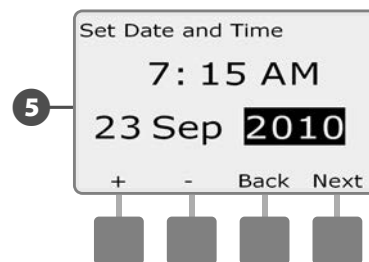 Set Date and Time
7: 15 AM
5
23 Sep 2010
+ - Back Next